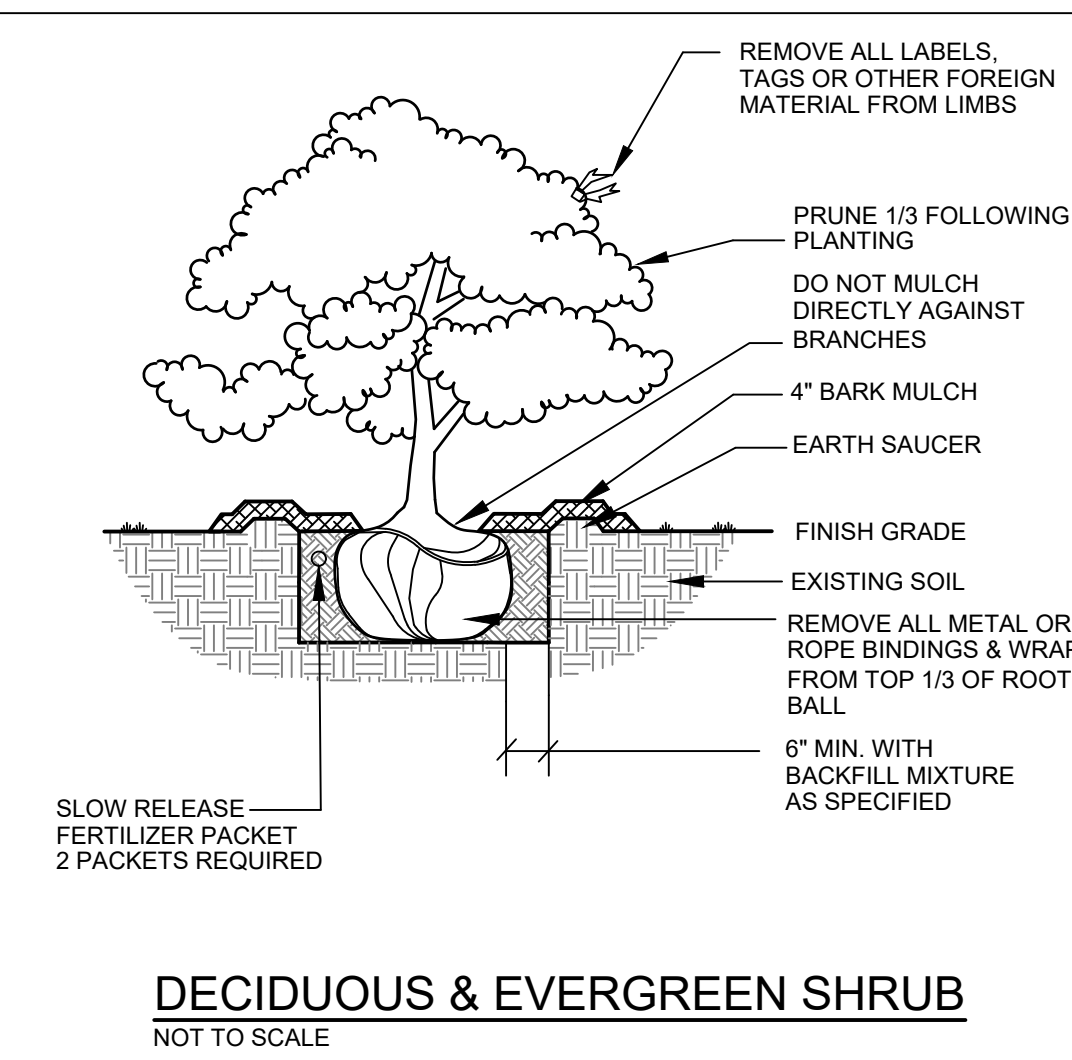 REMOVE ALL LABELS,
TAGS OR OTHER FOREIGN
MATERIAL FROM LIMBS
PRUNE 1/3 FOLLOWING
PLANTING
DO NOT MULCH
DIRECTLY AGAINST
BRANCHES
4" BARK MULCH
EARTH SAUCER
FINISH GRADE
EXISTING SOIL
REMOVE ALL METAL OR
ROPE BINDINGS & WRAP
FROM TOP 1/3 OF ROOT
BALL
6" MIN. WITH
BACKFILL MIXTURE
AS SPECIFIED
SLOW RELEASE
FERTILIZER PACKET
2 PACKETS REQUIRED
DECIDUOUS & EVERGREEN SHRUB
NOT TO SCALE